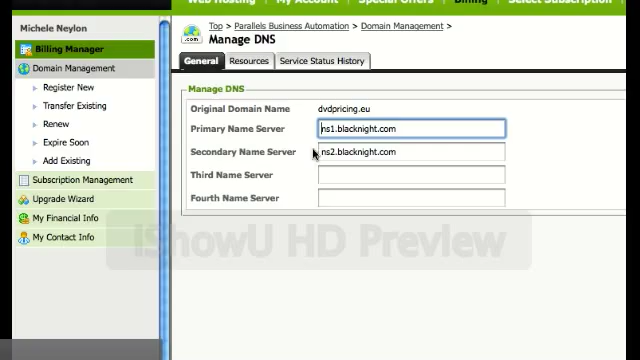 Web Hosting My Account Special Offers Billing Select Subscription
Michele Neylon
Billing Manager
Domain Management
Register New
Transfer Existing
Renew
Expire Soon
Add Existing
Subscription Management
Upgrade Wizard
My Financial Info
My Contact Info
Top > Parallels Business Automation > Domain Management >
.com
Manage DNS
General Resources Service Status History
Manage DNS
Original Domain Name dvdpricing.eu
Primary Name Server ns1.blacknight.com
Secondary Name Server ns2.blacknight.com
Third Name Server
Fourth Name Server
iShowU HD Preview